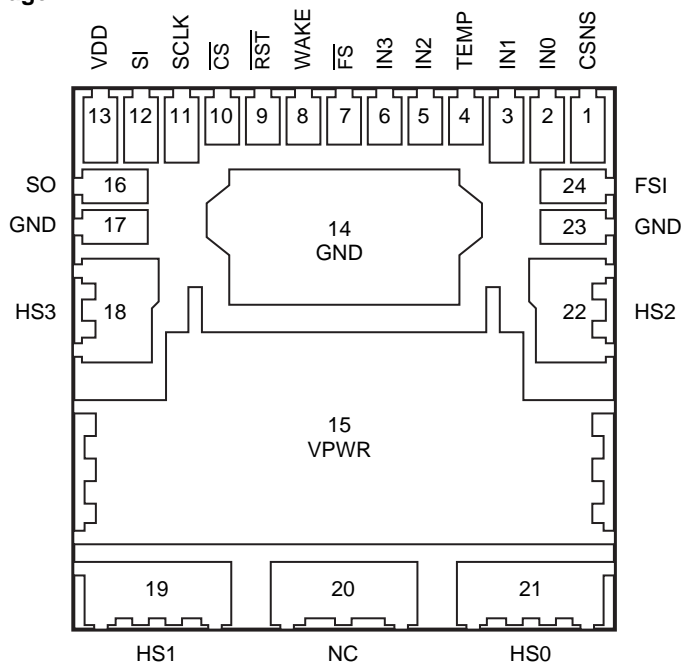 VDD SI SCLK CS RST WAKE FS IN3 IN2 TEMP IN1 IN0 CSNS
13 12 11 10 9 8 7 6 5 4 3 2 1
SO 16 24 FSI
GND 17 23 GND
14
GND
HS3 18 22 HS2
15
VPWR
19 20 21
HS1 NC HS0